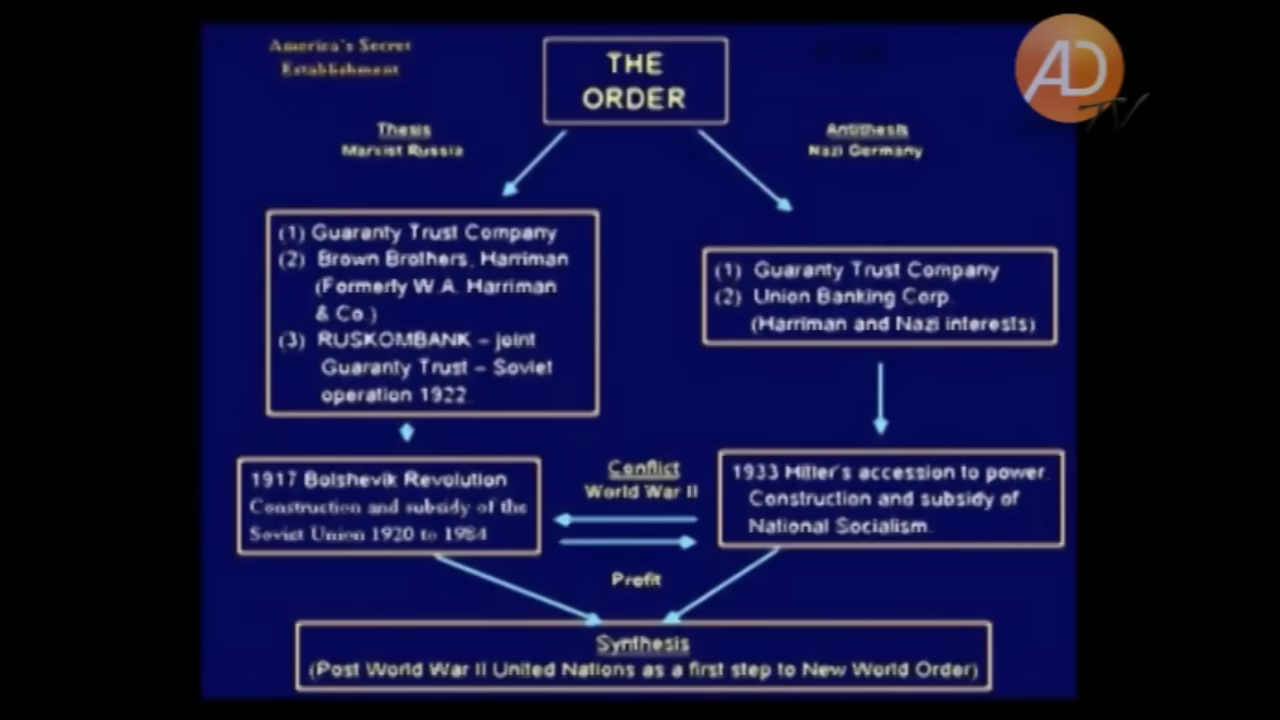 America's Secret
Establishment
THE
ORDER
AD
TV
Thesis
Marxist Russia
Antithesis
Nazi Germany
(1) Guaranty Trust Company
(2) Brown Brothers, Harriman
(Formerly W.A. Harriman
& Co.)
(3) RUSKOMBANK – joint
Guaranty Trust – Soviet
operation 1922.
(1) Guaranty Trust Company
(2) Union Banking Corp.
(Harriman and Nazi interests)
1917 Bolshevik Revolution
Construction and subsidy of the
Soviet Union 1920 to 1984
Conflict
World War II
1933 Hitler's accession to power.
Construction and subsidy of
National Socialism.
Profit
Synthesis
(Post World War II United Nations as a first step to New World Order)